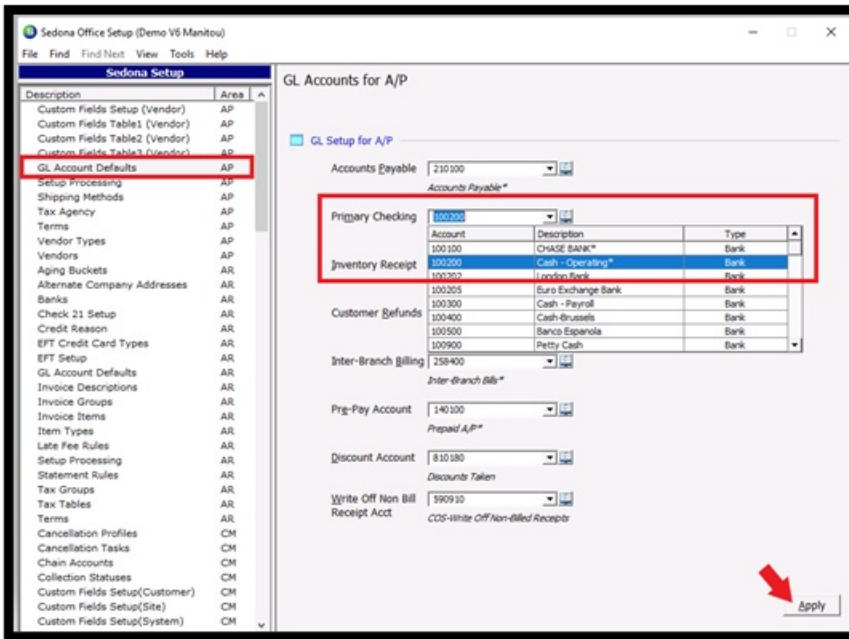 Sedona Office Setup (Demo V6 Manitou)
File Find Find Next View Tools Help
Sedona Setup
Description Area
Custom Fields Setup (Vendor) AP
Custom Fields Table1 (Vendor) AP
Custom Fields Table2 (Vendor) AP
Custom Fields Table3 (Vendor) AP
GL Account Defaults AP
Setup Processing AP
Shipping Methods AP
Tax Agency AP
Terms AP
Vendor Types AP
Vendors AP
Aging Buckets AR
Alternate Company Addresses AR
Banks AR
Check 21 Setup AR
Credit Reason AR
EFT Credit Card Types AR
EFT Setup AR
GL Account Defaults AR
Invoice Descriptions AR
Invoice Groups AR
Invoice Items AR
Item Types AR
Late Fee Rules AR
Setup Processing AR
Statement Rules AR
Tax Groups AR
Tax Tables AR
Terms AR
Cancellation Profiles CM
Cancellation Tasks CM
Chain Accounts CM
Collection Statuses CM
Custom Fields Setup(Customer) CM
Custom Fields Setup(Site) CM
Custom Fields Setup(System) CM
GL Accounts for A/P
GL Setup for A/P
Accounts Payable 210100
Accounts Payable*
Primary Checking 100200
Account Description Type
100100 CHASE BANK* Bank
100200 Cash - Operating* Bank
Inventory Receipt
100202 London Bank Bank
100205 Euro Exchange Bank Bank
100300 Cash - Payroll Bank
Customer Refunds
100400 Cash-Brussels Bank
100500 Banco Espanola Bank
100900 Petty Cash Bank
Inter-Branch Billing 258400
Inter-Branch Bills*
Pre-Pay Account 140100
Prepaid A/P*
Discount Account 810180
Discounts Taken
Write Off Non Bill 590910
Receipt Acct
COS-Write Off Non-Billed Receipts
Apply